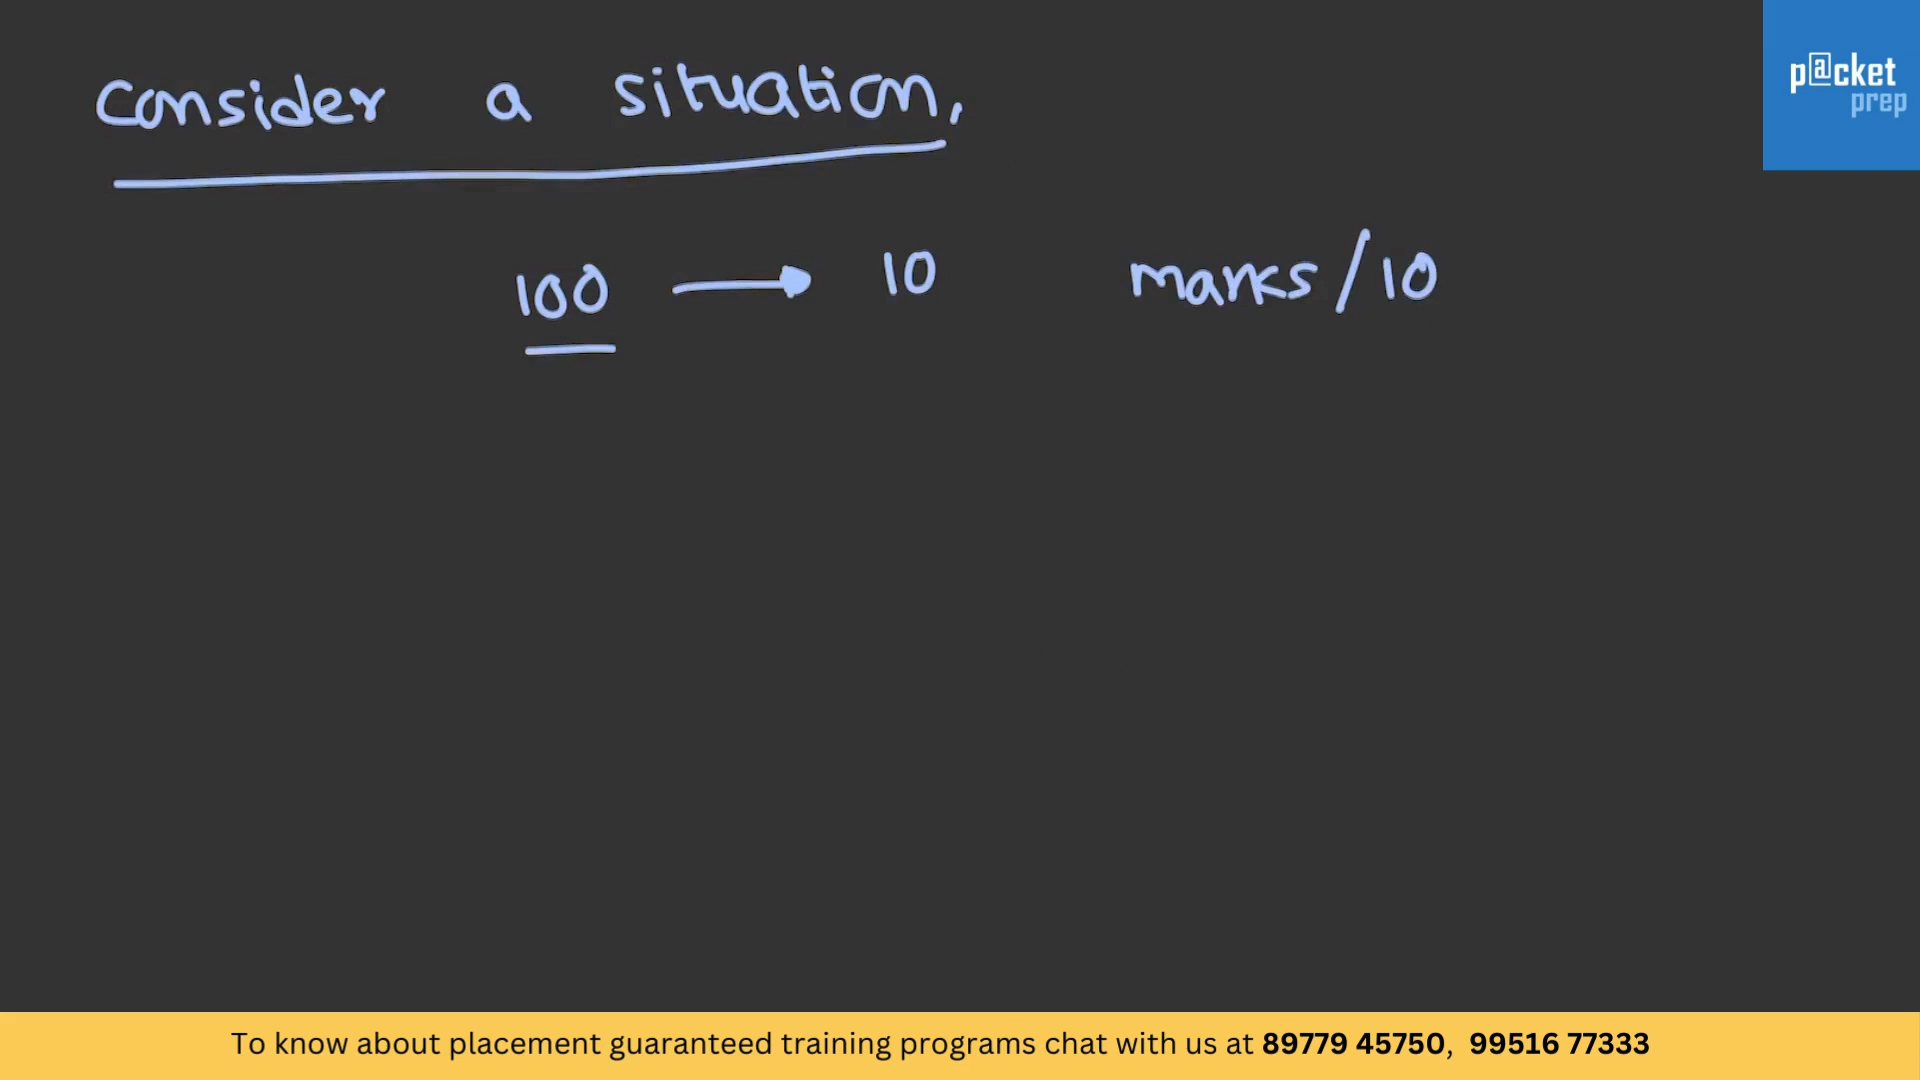 Consider a situation,
100 → 10 marks/10
p@cket
prep
To know about placement guaranteed training programs chat with us at 89779 45750, 99516 77333